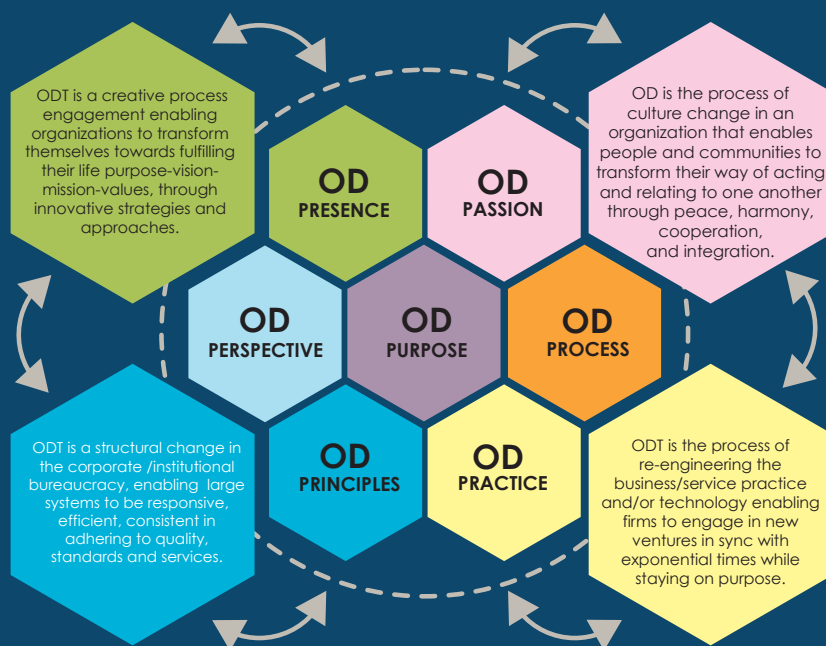 ODT is a creative process
engagement enabling
organizations to transform
themselves towards fulfilling
their life purpose-vision-
mission-values, through
innovative strategies and
approaches.
OD
PRESENCE
OD
PASSION
OD is the process of
culture change in an
organization that enables
people and communities to
transform their way of acting
and relating to one another
through peace, harmony,
cooperation,
and integration.
OD
PERSPECTIVE
OD
PURPOSE
OD
PROCESS
ODT is a structural change in
the corporate /institutional
bureaucracy, enabling large
systems to be responsive,
efficient, consistent in
adhering to quality,
standards and services.
OD
PRINCIPLES
OD
PRACTICE
ODT is the process of
re-engineering the
business/service practice
and/or technology enabling
firms to engage in new
ventures in sync with
exponential times while
staying on purpose.